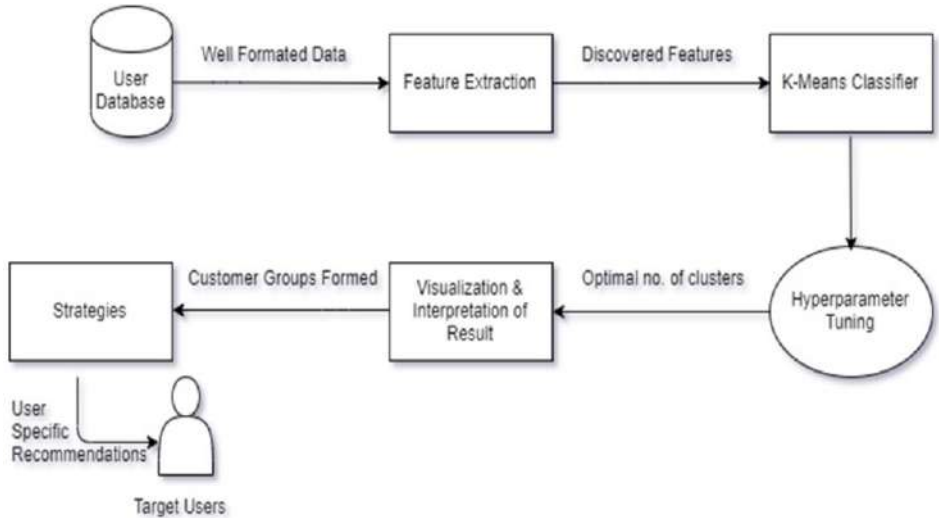 User
Database
Well Formated Data
Feature Extraction
Discovered Features
K-Means Classifier
Hyperparameter
Tuning
Optimal no. of clusters
Visualization &
Interpretation of
Result
Customer Groups Formed
Strategies
User
Specific
Recommendations
Target Users